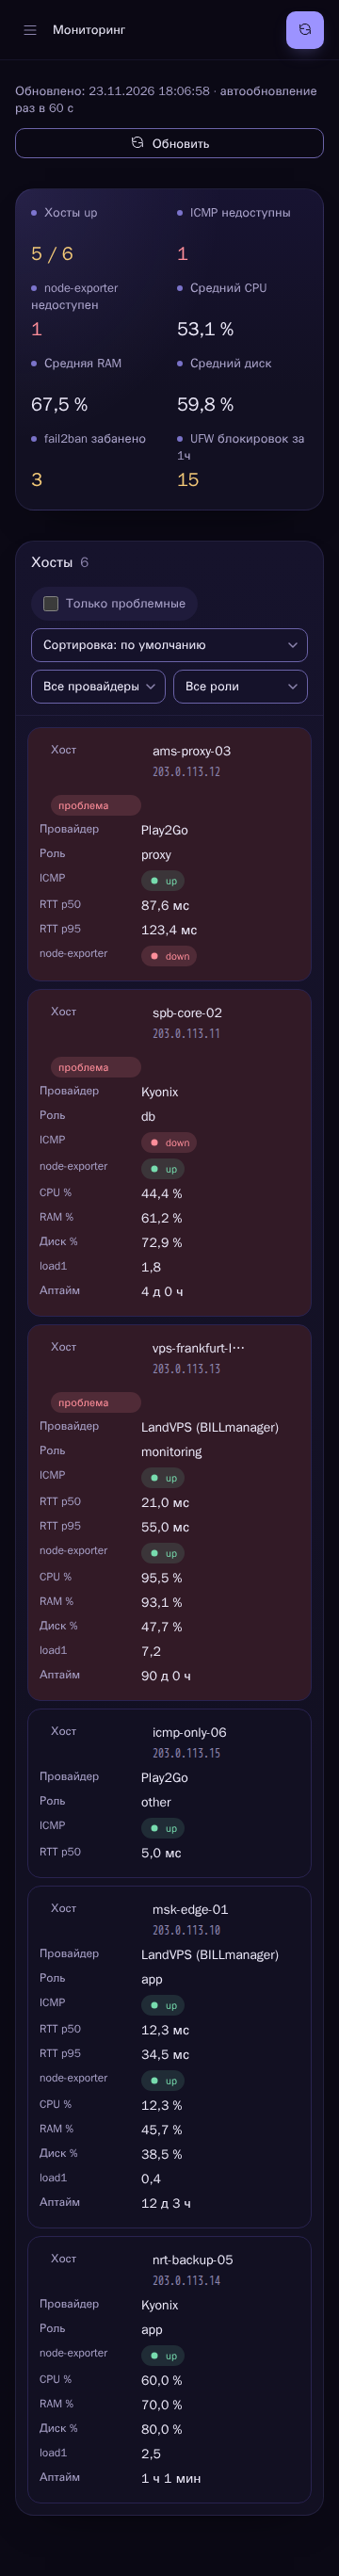 Мониторинг
Обновлено: 23.11.2026 18:06:58 · автообновление
раз в 60 с
Обновить
Хосты up
ICMP недоступны
5 / 6
1
node-exporter
недоступен
Средний CPU
1
53,1 %
Средняя RAM
Средний диск
67,5 %
59,8 %
fail2ban забанено
UFW блокировок за
1ч
3
15
Хосты 6
Только проблемные
Сортировка: по умолчанию
Все провайдеры
Все роли
Хост
ams-proxy-03
203.0.113.12
проблема
Провайдер
Play2Go
Роль
proxy
ICMP
up
RTT p50
87,6 мс
RTT p95
123,4 мс
node-exporter
down
Хост
spb-core-02
203.0.113.11
проблема
Провайдер
Kyonix
Роль
db
ICMP
down
node-exporter
up
CPU %
44,4 %
RAM %
61,2 %
Диск %
72,9 %
load1
1,8
Аптайм
4 д 0 ч
Хост
vps-frankfurt-l…
203.0.113.13
проблема
Провайдер
LandVPS (BILLmanager)
Роль
monitoring
ICMP
up
RTT p50
21,0 мс
RTT p95
55,0 мс
node-exporter
up
CPU %
95,5 %
RAM %
93,1 %
Диск %
47,7 %
load1
7,2
Аптайм
90 д 0 ч
Хост
icmp-only-06
203.0.113.15
Провайдер
Play2Go
Роль
other
ICMP
up
RTT p50
5,0 мс
Хост
msk-edge-01
203.0.113.10
Провайдер
LandVPS (BILLmanager)
Роль
app
ICMP
up
RTT p50
12,3 мс
RTT p95
34,5 мс
node-exporter
up
CPU %
12,3 %
RAM %
45,7 %
Диск %
38,5 %
load1
0,4
Аптайм
12 д 3 ч
Хост
nrt-backup-05
203.0.113.14
Провайдер
Kyonix
Роль
app
node-exporter
up
CPU %
60,0 %
RAM %
70,0 %
Диск %
80,0 %
load1
2,5
Аптайм
1 ч 1 мин